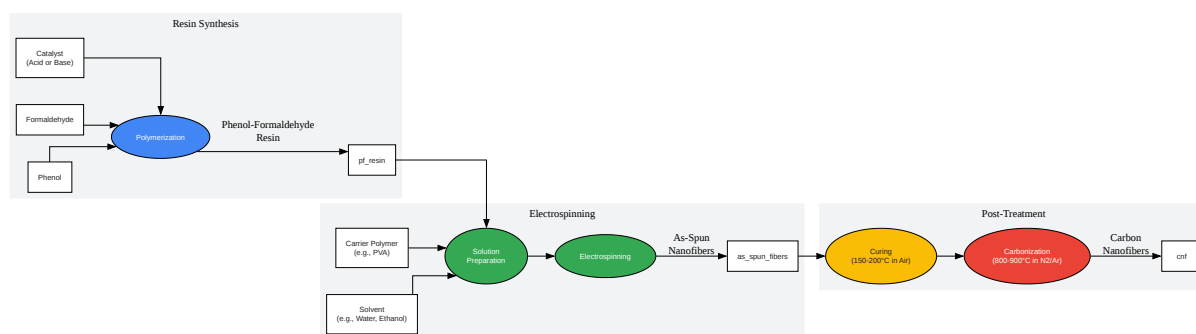 Resin Synthesis
Catalyst
(Acid or Base)
Formaldehyde
Phenol
Polymerization
Phenol-Formaldehyde
Resin
pf_resin
Electrospinning
Carrier Polymer
(e.g., PVA)
Solvent
(e.g., Water, Ethanol)
Solution
Preparation
Electrospinning
As-Spun
Nanofibers
as_spun_fibers
Post-Treatment
Curing
(150-200°C in Air)
Carbonization
(800-900°C in N2/Ar)
Carbon
Nanofibers
cnf